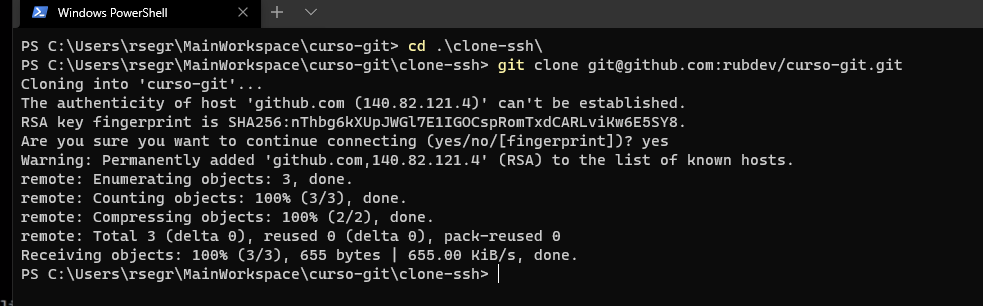 Windows PowerShell
PS C:\Users\rsegr\MainWorkspace\curso-git> cd .\clone-ssh\
PS C:\Users\rsegr\MainWorkspace\curso-git\clone-ssh> git clone git@github.com:rubdev/curso-git.git
Cloning into 'curso-git'...
The authenticity of host 'github.com (140.82.121.4)' can't be established.
RSA key fingerprint is SHA256:nThbg6kXUpJWGl7E1IGOCspRomTxdCARLviKw6E5SY8.
Are you sure you want to continue connecting (yes/no/[fingerprint])? yes
Warning: Permanently added 'github.com,140.82.121.4' (RSA) to the list of known hosts.
remote: Enumerating objects: 3, done.
remote: Counting objects: 100% (3/3), done.
remote: Compressing objects: 100% (2/2), done.
remote: Total 3 (delta 0), reused 0 (delta 0), pack-reused 0
Receiving objects: 100% (3/3), 655 bytes | 655.00 KiB/s, done.
PS C:\Users\rsegr\MainWorkspace\curso-git\clone-ssh>